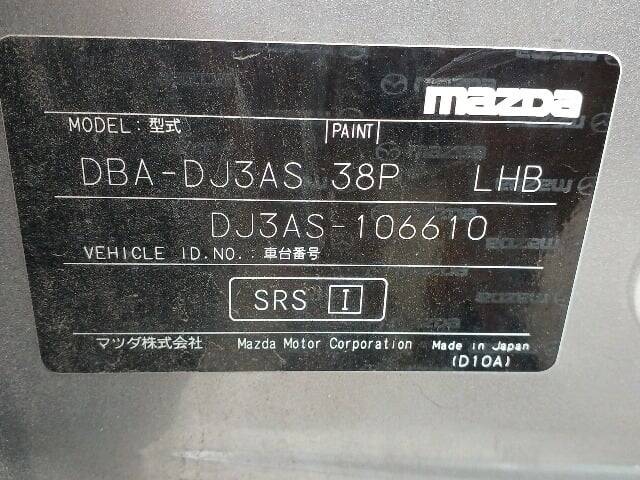 mazda
MODEL : 型式 PAINT
DBA-DJ3AS 38P LHB
DJ3AS-106610
VEHICLE ID.NO.: 車台番号
SRS I
マツダ株式会社 Mazda Motor Corporation Made in Japan
(D10A)